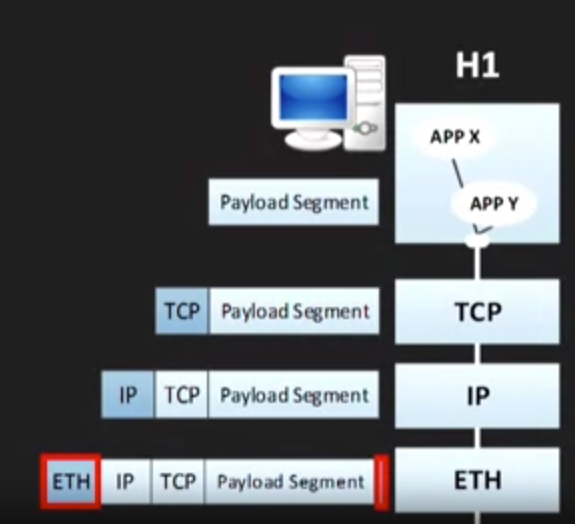 H1
APP X
Payload Segment
APP Y
TCP Payload Segment
TCP
IP TCP Payload Segment
IP
ETH IP TCP Payload Segment
ETH